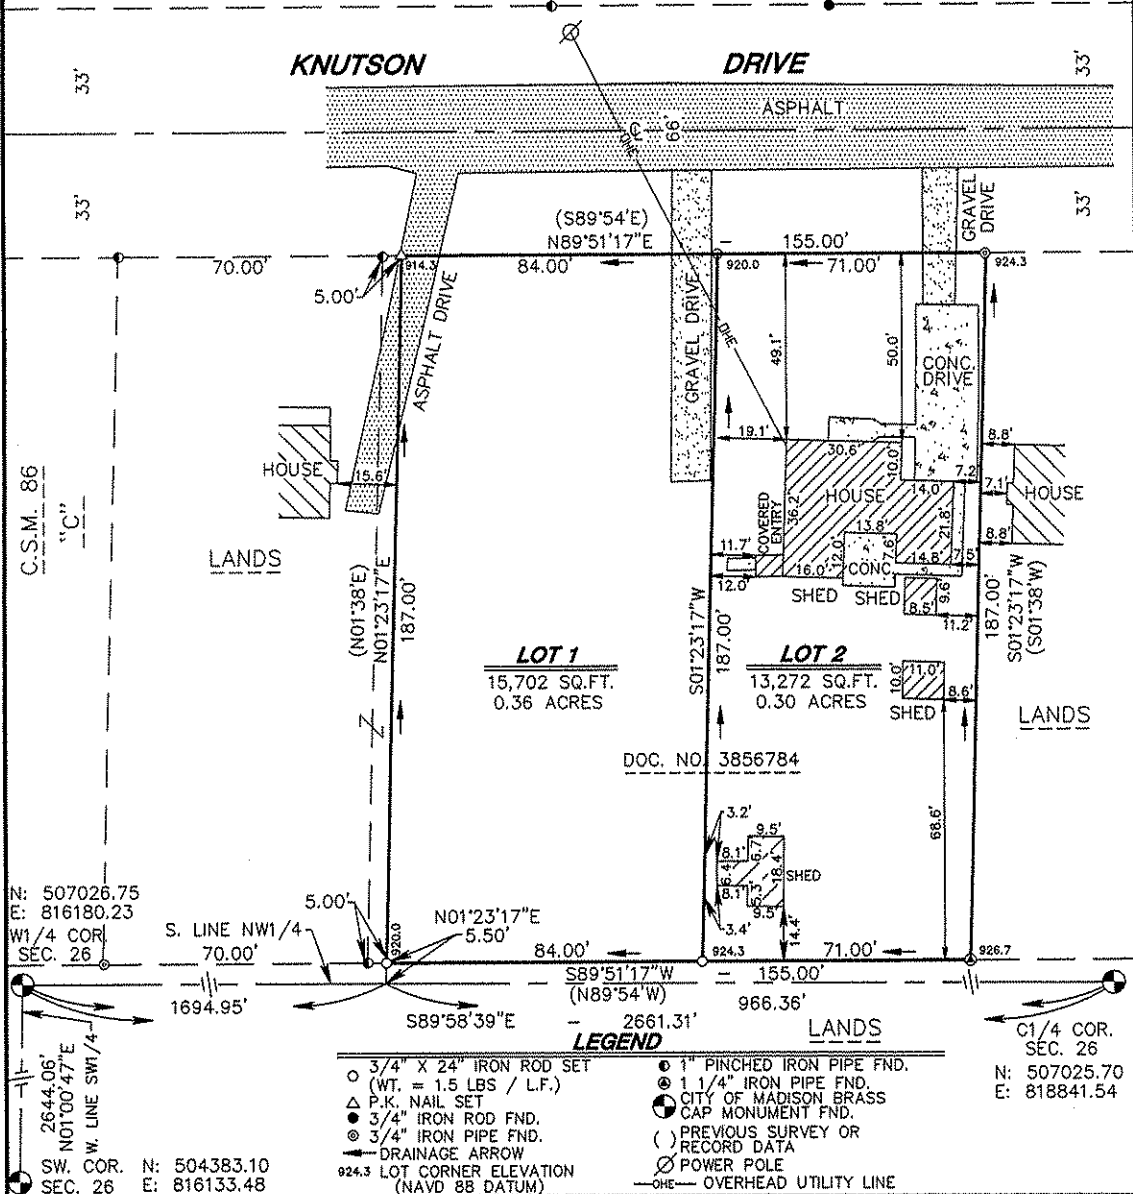 KNUTSON DRIVE
33'
33'
ASPHALT
℄
66'
OHE
33'
33'
GRAVEL
DRIVE
(S89°54'E)
N89°51'17"E - 155.00'
70.00'
914.3
84.00'
920.0
71.00'
924.3
5.00'
ASPHALT DRIVE
GRAVEL DRIVE
OHE
49.1'
50.0'
CONC.
DRIVE
19.1'
30.6'
10.0'
8.8'
7.2'
HOUSE
15.6'
C.S.M. 86
"C"
LANDS
COVERED
ENTRY
36.2'
HOUSE
14.0'
21.8'
7.1'
HOUSE
13.8'
7.6'
12.0'
11.7'
12.0'
16.0'
CONC.
14.8'
7.5'
8.8'
SHED
SHED
9.6'
8.5'
11.2'
(N01°38'E)
N01°23'17"E
187.00'
S01°23'17"W
187.00'
187.00'
S01°23'17"W
(S01°38'W)
LOT 1
15,702 SQ.FT.
0.36 ACRES
LOT 2
13,272 SQ.FT.
0.30 ACRES
10.0'
11.0'
8.6'
SHED
LANDS
Z
DOC. NO. 3856784
68.6'
3.2'
9.5'
8.1'
6.7'
6.4'
18.4'
SHED
8.1'
5.3'
9.5'
3.4'
14.4'
N: 507026.75
E: 816180.23
W1/4 COR.
SEC. 26
5.00'
S. LINE NW1/4
70.00'
920.0
N01°23'17"E
5.50'
84.00'
924.3
71.00'
926.7
S89°51'17"W - 155.00'
(N89°54'W)
1694.95'
966.36'
S89°58'39"E - 2661.31'
LANDS
C1/4 COR.
SEC. 26
N: 507025.70
E: 818841.54
2644.06'
N01°00'47"E
W. LINE SW1/4
SW. COR. N: 504383.10
SEC. 26 E: 816133.48
LEGEND
3/4" X 24" IRON ROD SET
(WT. = 1.5 LBS / L.F.)
P.K. NAIL SET
3/4" IRON ROD FND.
3/4" IRON PIPE FND.
DRAINAGE ARROW
924.3 LOT CORNER ELEVATION
(NAVD 88 DATUM)
1" PINCHED IRON PIPE FND.
1 1/4" IRON PIPE FND.
CITY OF MADISON BRASS
CAP MONUMENT FND.
( ) PREVIOUS SURVEY OR
RECORD DATA
POWER POLE
OHE OVERHEAD UTILITY LINE